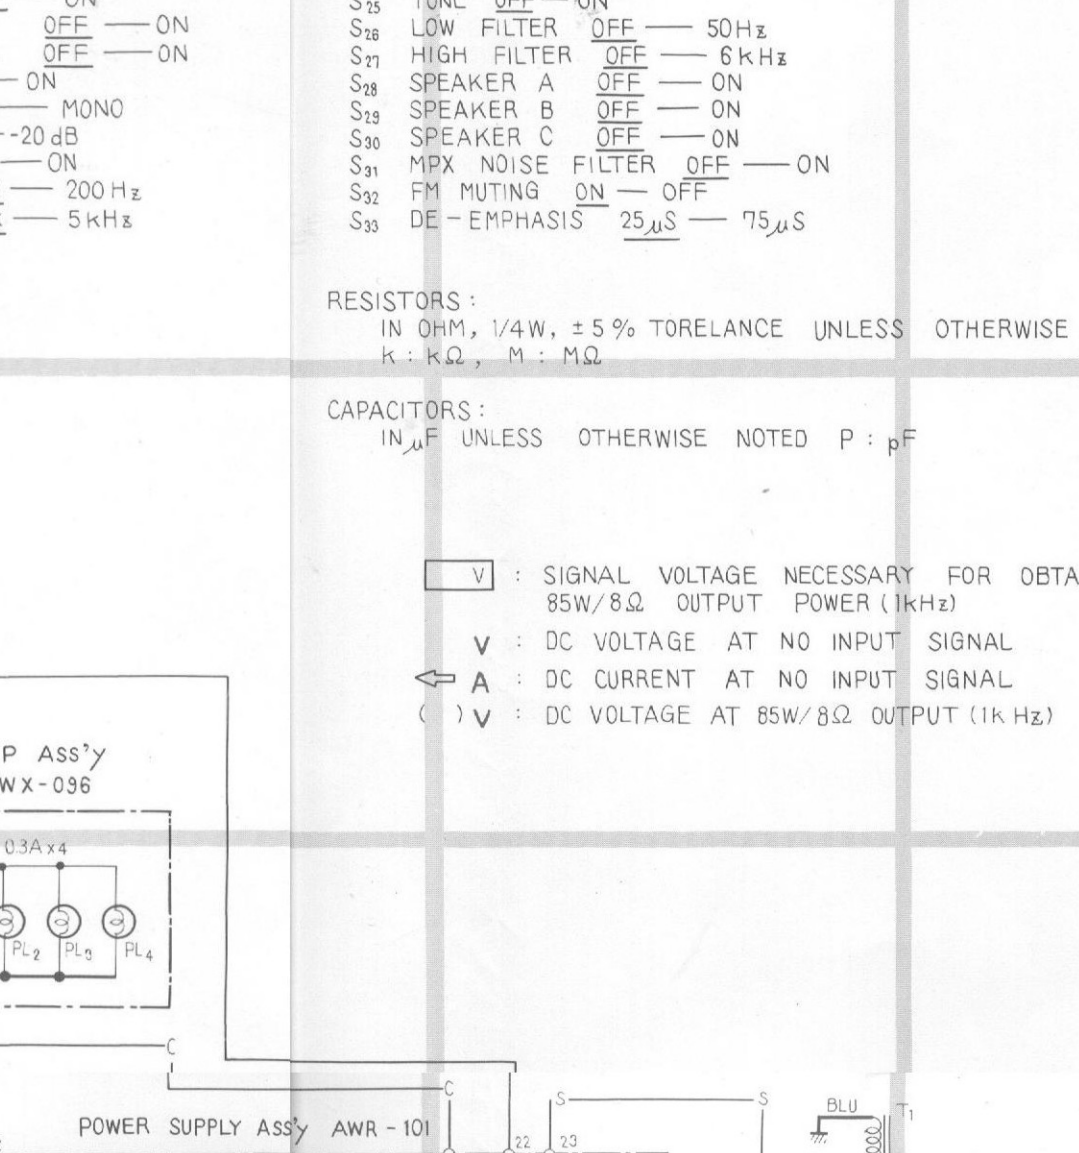 ON
OFF — ON
OFF — ON
— ON
— MONO
-20 dB
— ON
— 200 Hz
— 5 kHz
S25 TONE OFF — ON
S26 LOW FILTER OFF — 50Hz
S27 HIGH FILTER OFF — 6kHz
S28 SPEAKER A OFF — ON
S29 SPEAKER B OFF — ON
S30 SPEAKER C OFF — ON
S31 MPX NOISE FILTER OFF — ON
S32 FM MUTING ON — OFF
S33 DE-EMPHASIS 25µS — 75µS
RESISTORS :
IN OHM, 1/4W, ±5% TORELANCE UNLESS OTHERWISE
k : kΩ, M : MΩ
CAPACITORS :
IN µF UNLESS OTHERWISE NOTED P : pF
V : SIGNAL VOLTAGE NECESSARY FOR OBTA
85W/8Ω OUTPUT POWER (1kHz)
V : DC VOLTAGE AT NO INPUT SIGNAL
⇐ A : DC CURRENT AT NO INPUT SIGNAL
( ) V : DC VOLTAGE AT 85W/8Ω OUTPUT (1k Hz)
P ASS'Y
WX-096
0.3A x 4
PL2 PL3 PL4
C
C
S S
BLU T1
POWER SUPPLY ASS'y AWR-101
22 23